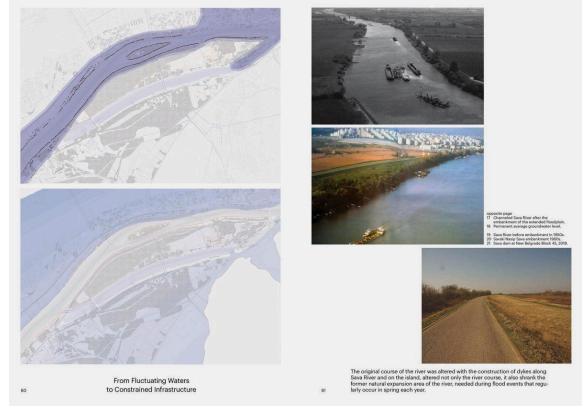 From Fluctuating Waters
to Constrained Infrastructure
60
opposite page
17 Channeled Sava River after the
embankment of the extended floodplain.
18 Permanent average groundwater level.
19 Sava River before embankment in 1960s.
20 Savski Nasip Sava embankment 1960s.
21 Sava dam at New Belgrade Block 45, 2019.
The original course of the river was altered with the construction of dykes along
Sava River and on the island, altered not only the river course, it also shrank the
former natural expansion area of the river, needed during flood events that regu-
larly occur in spring each year.
61